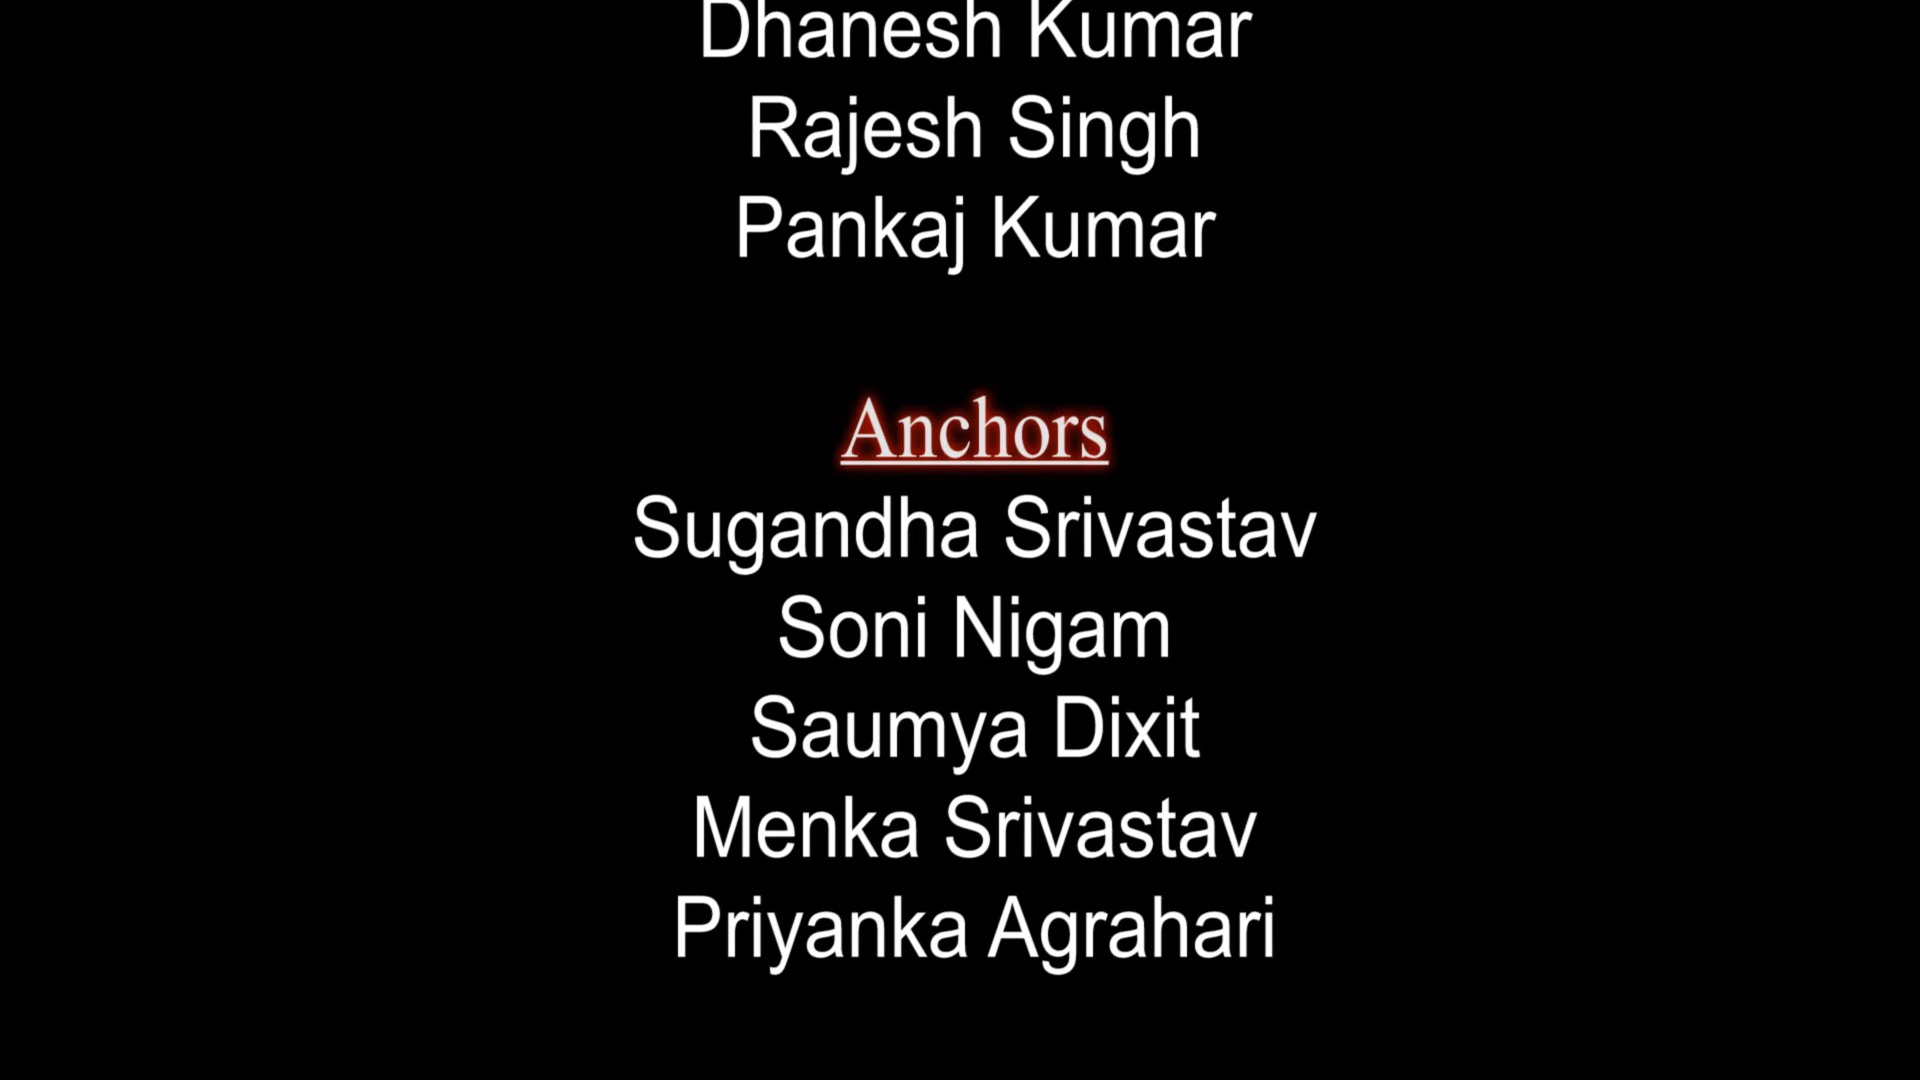 Dhanesh Kumar
Rajesh Singh
Pankaj Kumar
Anchors
Sugandha Srivastav
Soni Nigam
Saumya Dixit
Menka Srivastav
Priyanka Agrahari